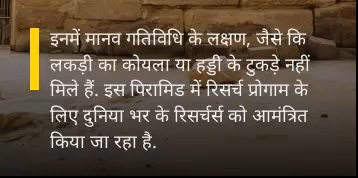 इनमें मानव गतिविधि के लक्षण, जैसे कि
लकड़ी का कोयला या हड्डी के टुकड़े नहीं
मिले हैं. इस पिरामिड में रिसर्च प्रोगाम के
लिए दुनिया भर के रिसर्चर्स को आमंत्रित
किया जा रहा है.